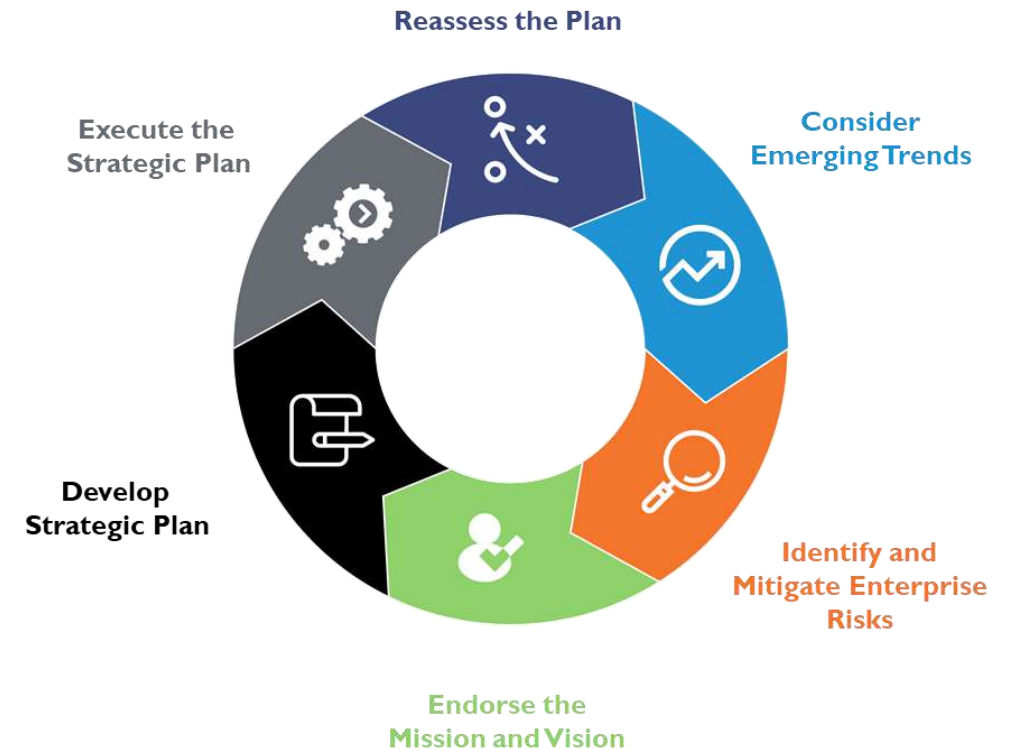 Reassess the Plan
Consider
Emerging Trends
Identify and
Mitigate Enterprise
Risks
Endorse the
Mission and Vision
Develop
Strategic Plan
Execute the
Strategic Plan